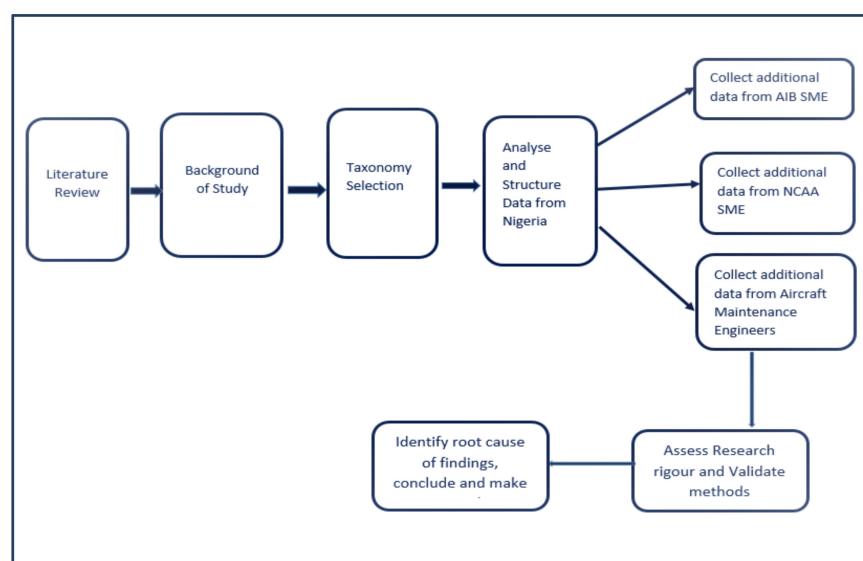 Literature
Review
Background
of Study
Taxonomy
Selection
Analyse
and
Structure
Data from
Nigeria
Collect additional
data from AIB SME
Collect additional
data from NCAA
SME
Collect additional
data from Aircraft
Maintenance
Engineers
Assess Research
rigour and Validate
methods
Identify root cause
of findings,
conclude and make